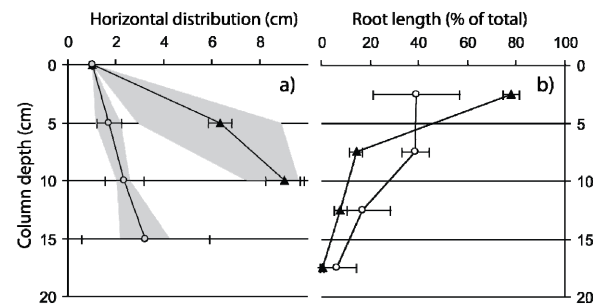 Horizontal distribution (cm)
0 2 4 6 8
Root length (% of total)
0 20 40 60 80 100
Column depth (cm)
0
5
10
15
20
a)
b)
0
5
10
15
20